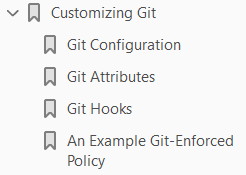 Customizing Git
Git Configuration
Git Attributes
Git Hooks
An Example Git-Enforced
Policy